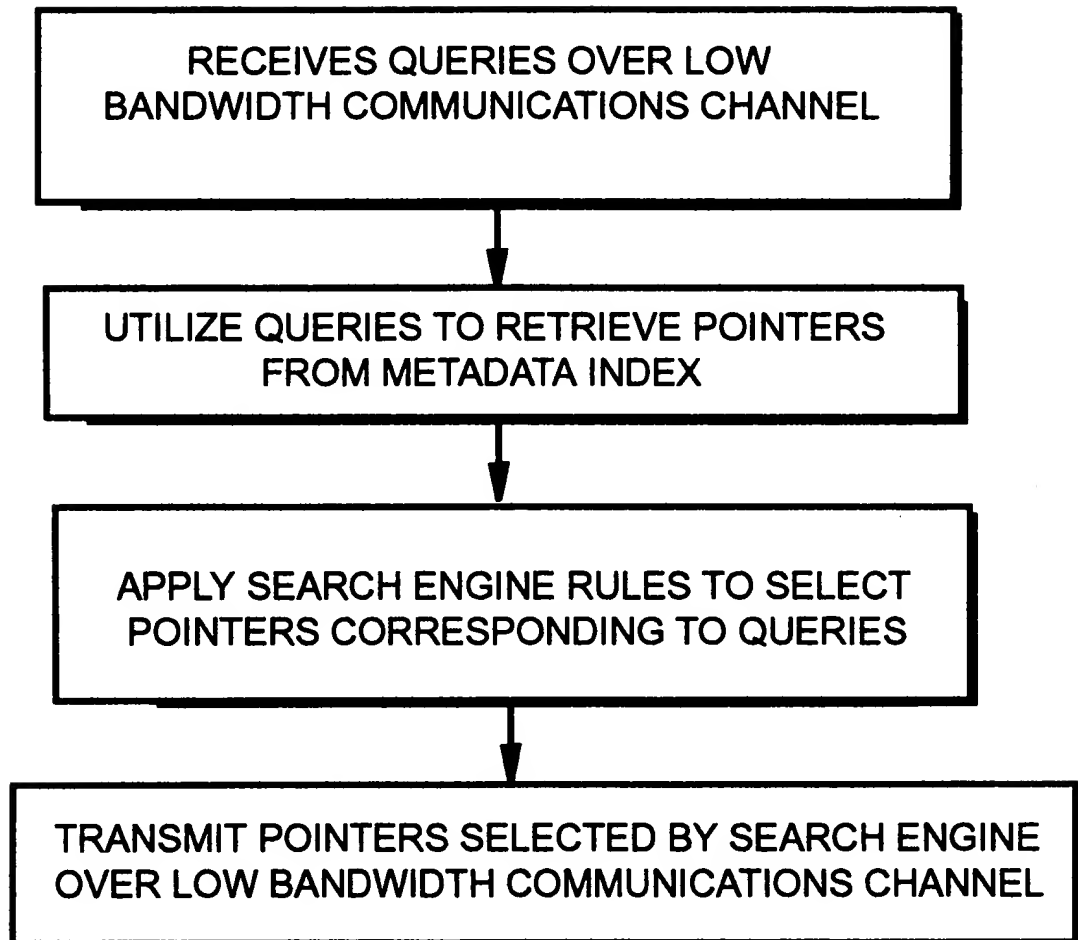 RECEIVES QUERIES OVER LOW
BANDWIDTH COMMUNICATIONS CHANNEL
UTILIZE QUERIES TO RETRIEVE POINTERS
FROM METADATA INDEX
APPLY SEARCH ENGINE RULES TO SELECT
POINTERS CORRESPONDING TO QUERIES
TRANSMIT POINTERS SELECTED BY SEARCH ENGINE
OVER LOW BANDWIDTH COMMUNICATIONS CHANNEL